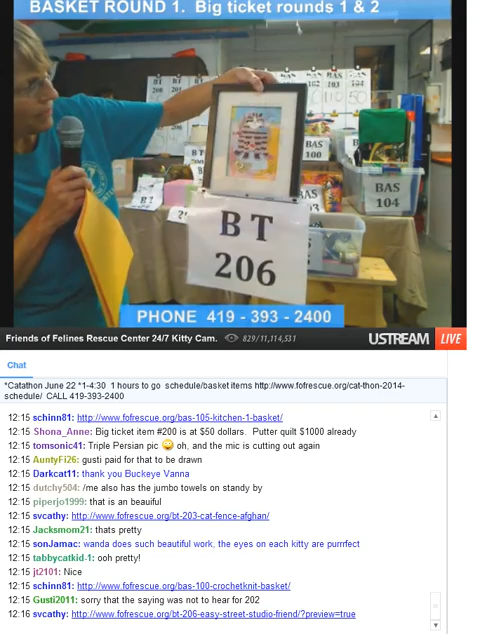 BASKET ROUND 1. Big ticket rounds 1 & 2
BAS
100
BAS
104
BT
206
PHONE 419 - 393 - 2400
Friends of Felines Rescue Center 24/7 Kitty Cam. 829/11,114,531 USTREAM LIVE
Chat
*Catathon June 22 *1-4:30 1 hours to go schedule/basket items http://www.fofrescue.org/cat-thon-2014-
schedule/ CALL 419-393-2400
12:15 schinn81: http://www.fofrescue.org/bas-105-kitchen-1-basket/
12:15 Shona_Anne: Big ticket item #200 is at $50 dollars. Putter quilt $1000 already
12:15 tomsonic41: Triple Persian pic oh, and the mic is cutting out again
12:15 AuntyFi26: gusti paid for that to be drawn
12:15 Darkcat11: thank you Buckeye Vanna
12:15 dutchy504: /me also has the jumbo towels on standy by
12:15 piperjo1999: that is an beauiful
12:15 svcathy: http://www.fofrescue.org/bt-203-cat-fence-afghan/
12:15 Jacksmom21: thats pretty
12:15 sonJamac: wanda does such beautiful work, the eyes on each kitty are purrrfect
12:15 tabbycatkid-1: ooh pretty!
12:15 jt2101: Nice
12:15 schinn81: http://www.fofrescue.org/bas-100-crochetknit-basket/
12:15 Gusti2011: sorry that the saying was not to hear for 202
12:16 svcathy: http://www.fofrescue.org/bt-206-easy-street-studio-friend/?preview=true